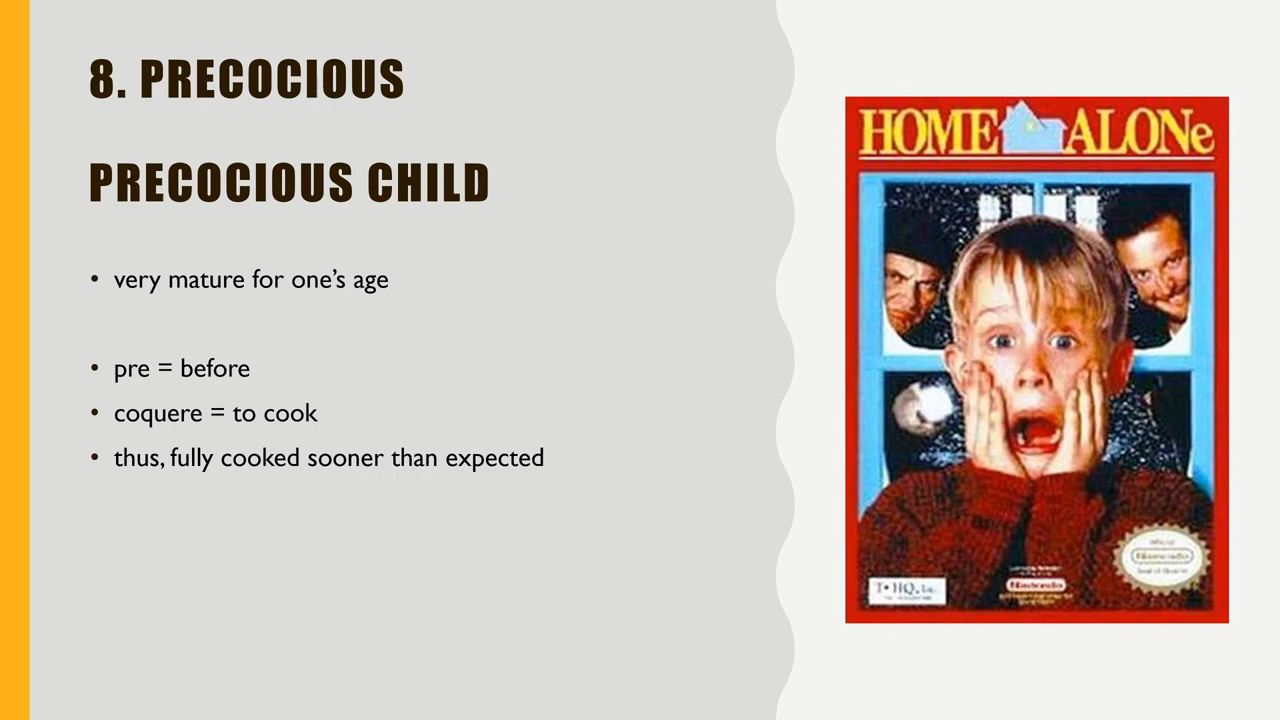 8. PRECOCIOUS
PRECOCIOUS CHILD
• very mature for one's age
• pre = before
• coquere = to cook
• thus, fully cooked sooner than expected
HOME ALONe
T•HQ, Inc.
Nintendo
Nintendo